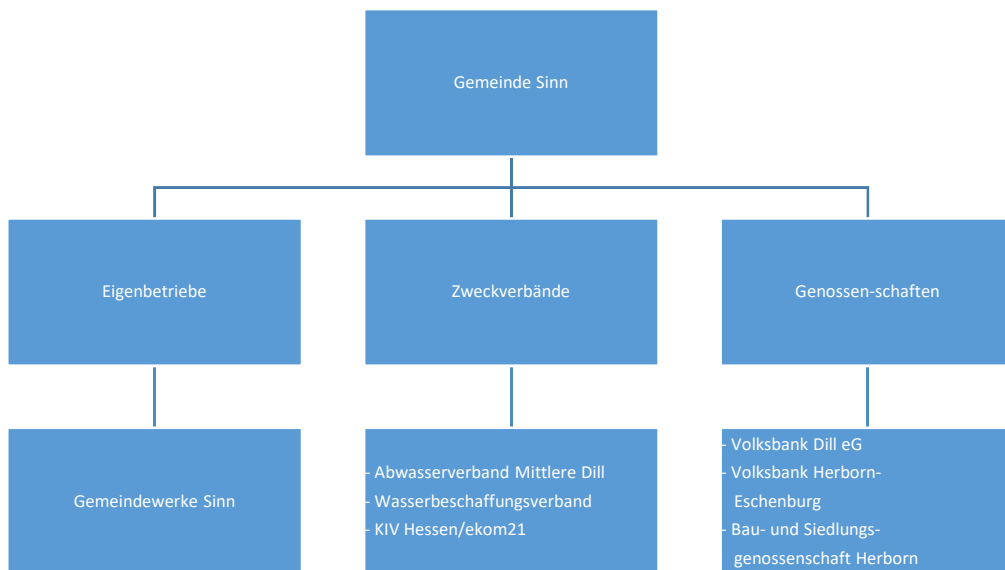 Gemeinde Sinn
Eigenbetriebe
Zweckverbände
Genossen-schaften
Gemeindewerke Sinn
- Abwasserverband Mittlere Dill
- Wasserbeschaffungsverband
- KIV Hessen/ekom21
- Volksbank Dill eG
- Volksbank Herborn-
Eschenburg
- Bau- und Siedlungs-
genossenschaft Herborn